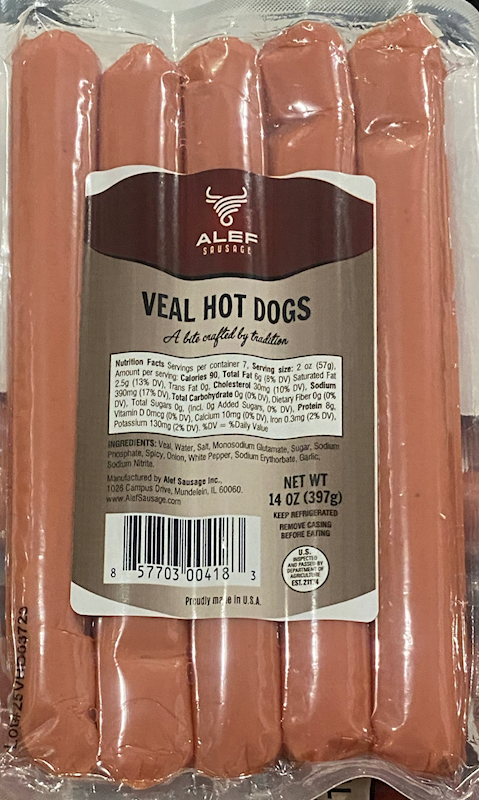 ALEF
SAUSAGE
VEAL HOT DOGS
A bite crafted by tradition
Nutrition Facts Servings per container 7, Serving size: 2 oz (57g),
Amount per serving: Calories 90, Total Fat 6g (8% DV) Saturated Fat
2.5g (13% DV), Trans Fat 0g, Cholesterol 30mg (10% DV), Sodium
390mg (17% DV), Total Carbohydrate 0g (0% DV), Dietary Fiber 0g (0%
DV), Total Sugars 0g, (Incl. 0g Added Sugars, 0% DV), Protein 8g,
Vitamin D 0mcg (0% DV), Calcium 10mg (0% DV), Iron 0.3mg (2% DV),
Potassium 130mg (2% DV). %DV = %Daily Value
INGREDIENTS: Veal, Water, Salt, Monosodium Glutamate, Sugar, Sodium
Phosphate, Spicy, Onion, White Pepper, Sodium Erythorbate, Garlic,
Sodium Nitrite.
Manufactured by Alef Sausage Inc.,
1026 Campus Drive, Mundelein, IL 60060.
www.AlefSausage.com
NET WT
14 OZ (397g)
KEEP REFRIGERATED
REMOVE CASING
BEFORE EATING
8 57703 00418 3
U.S.
INSPECTED
AND PASSED BY
DEPARTMENT OF
AGRICULTURE
EST.
Proudly made in U.S.A.